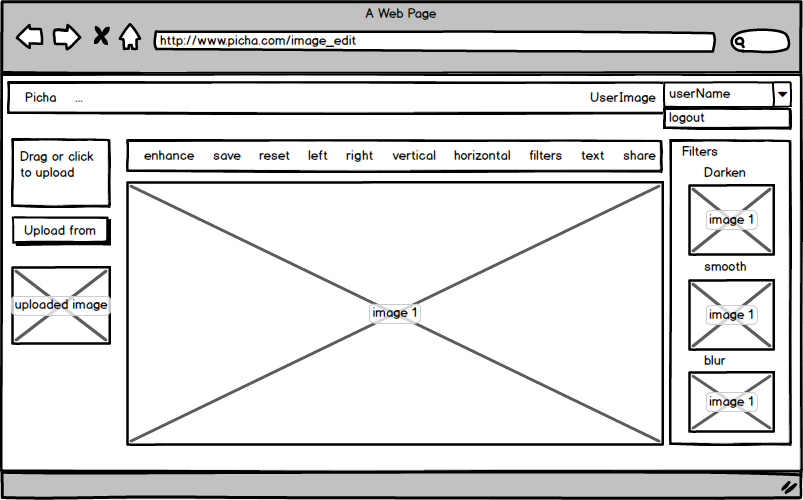 A Web Page
http://www.picha.com/image_edit
Picha ... UserImage userName
logout
Drag or click
to upload
Upload from
uploaded image
enhance save reset left right vertical horizontal filters text share
image 1
Filters
Darken
image 1
smooth
image 1
blur
image 1